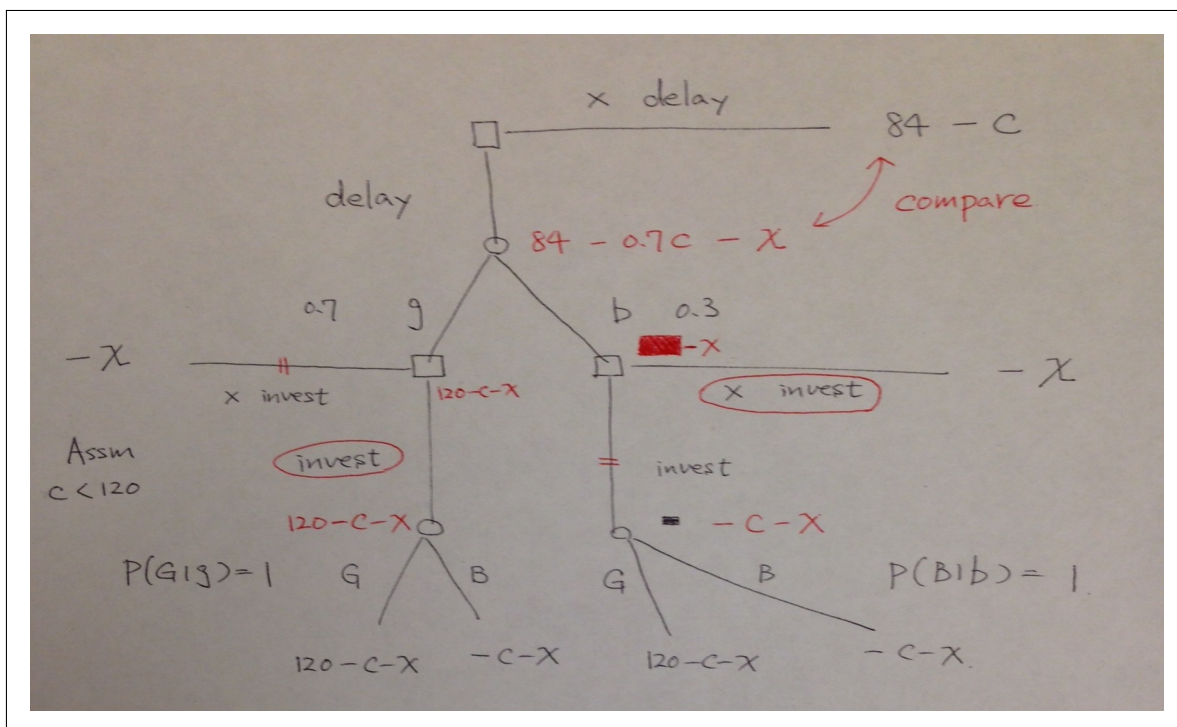 x delay
84 - C
delay
compare
84 - 0.7C - X
0.7 g
b 0.3
-X
-X
x invest
120-C-X
x invest
-X
Assm
C < 120
invest
invest
120-C-X
- C - X
P(G|g) = 1
G
B
G
B
P(B|b) = 1
120-C-X
-C-X
120-C-X
-C-X.